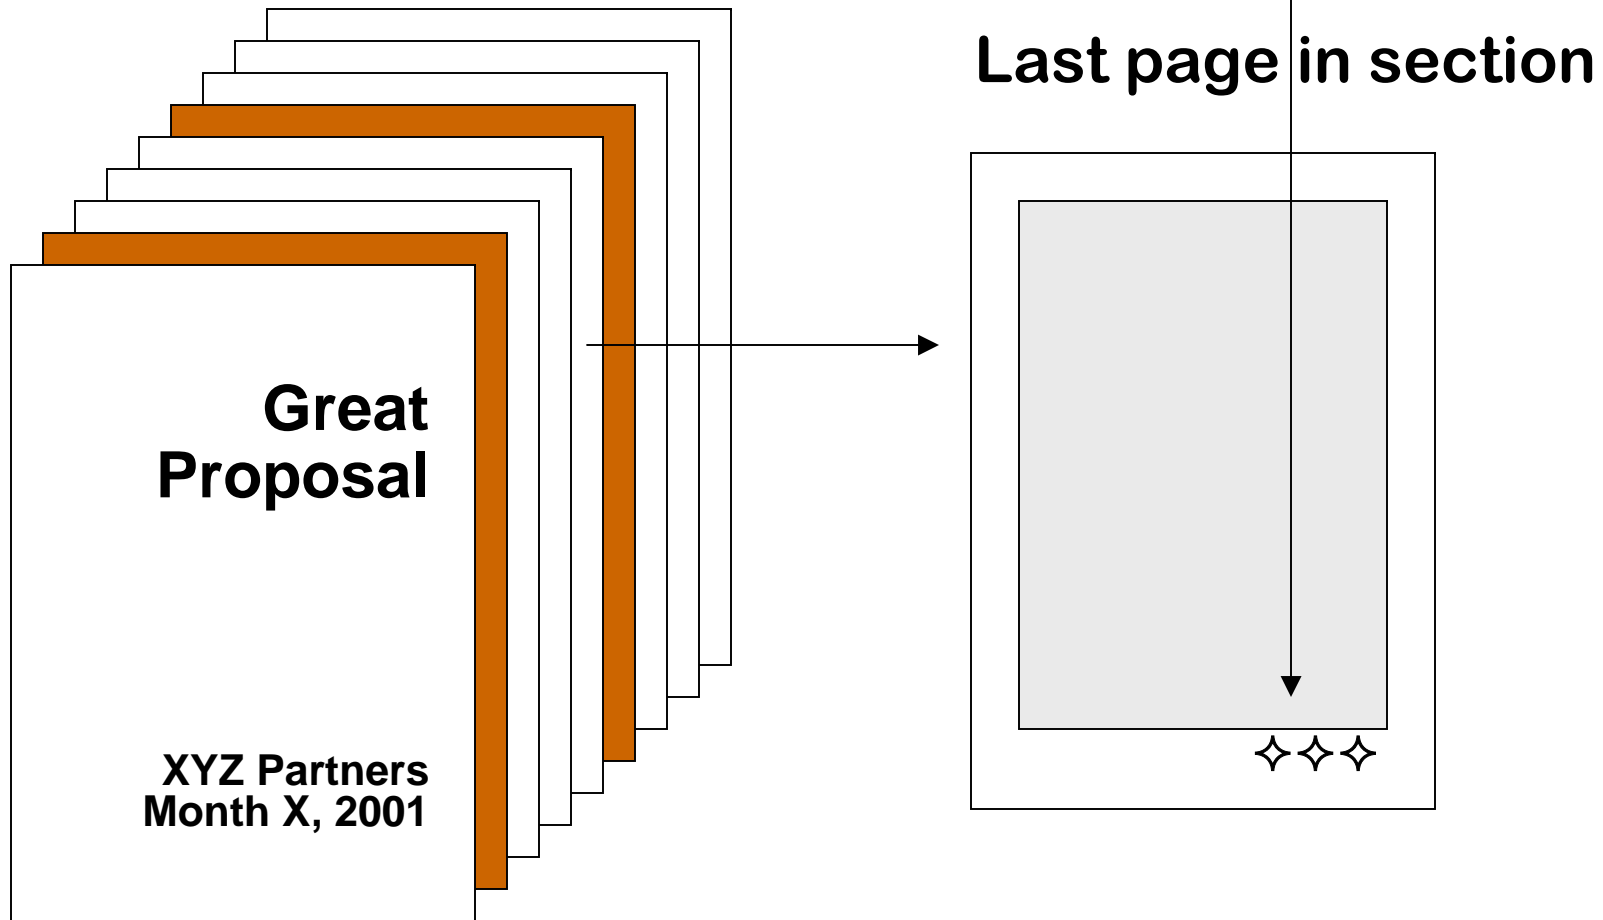 Last page in section
Great
Proposal
XYZ Partners
Month X, 2001